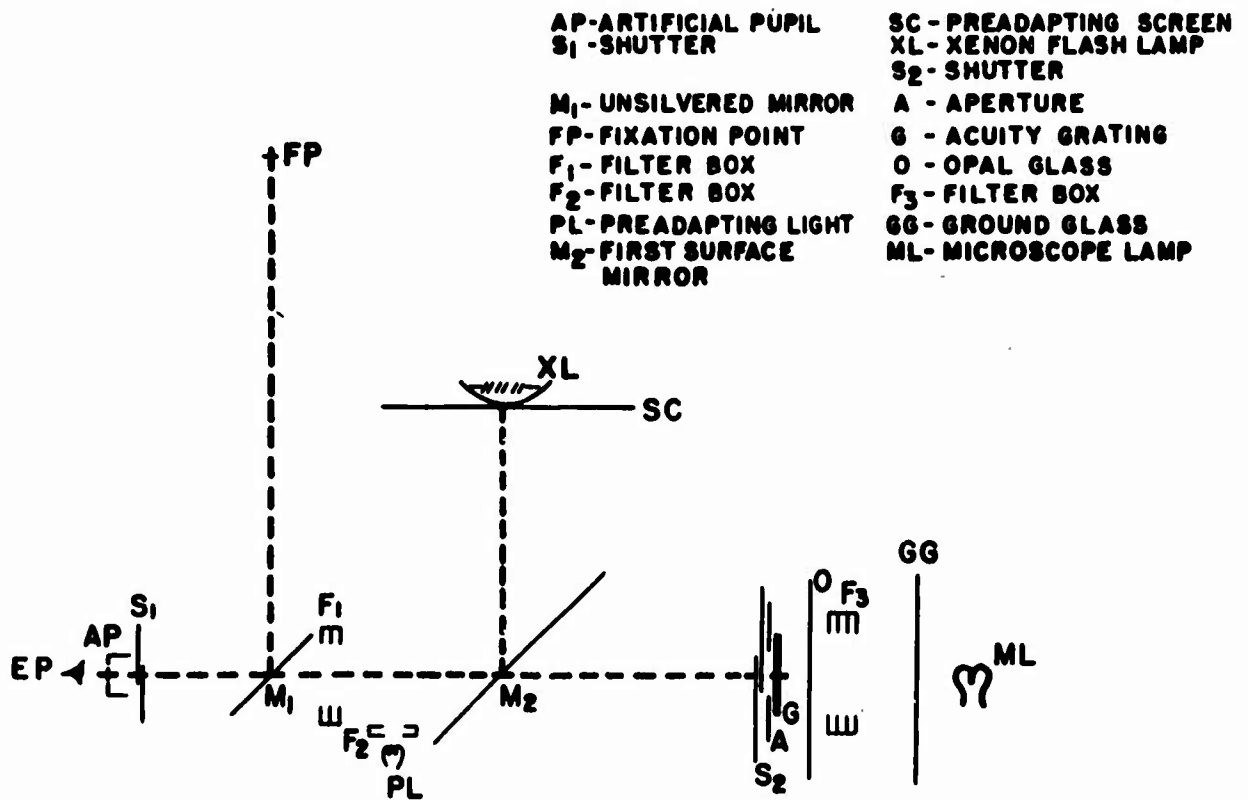 AP-ARTIFICIAL PUPIL
S1-SHUTTER
M1-UNSILVERED MIRROR
FP-FIXATION POINT
F1-FILTER BOX
F2-FILTER BOX
PL-PREADAPTING LIGHT
M2-FIRST SURFACE
MIRROR
SC-PREADAPTING SCREEN
XL-XENON FLASH LAMP
S2-SHUTTER
A-APERTURE
G-ACUITY GRATING
O-OPAL GLASS
F3-FILTER BOX
GG-GROUND GLASS
ML-MICROSCOPE LAMP
FP
XL
SC
GG
O
F3
S1
F1
AP
EP
ML
M1
M2
G
F2
A
S2
PL